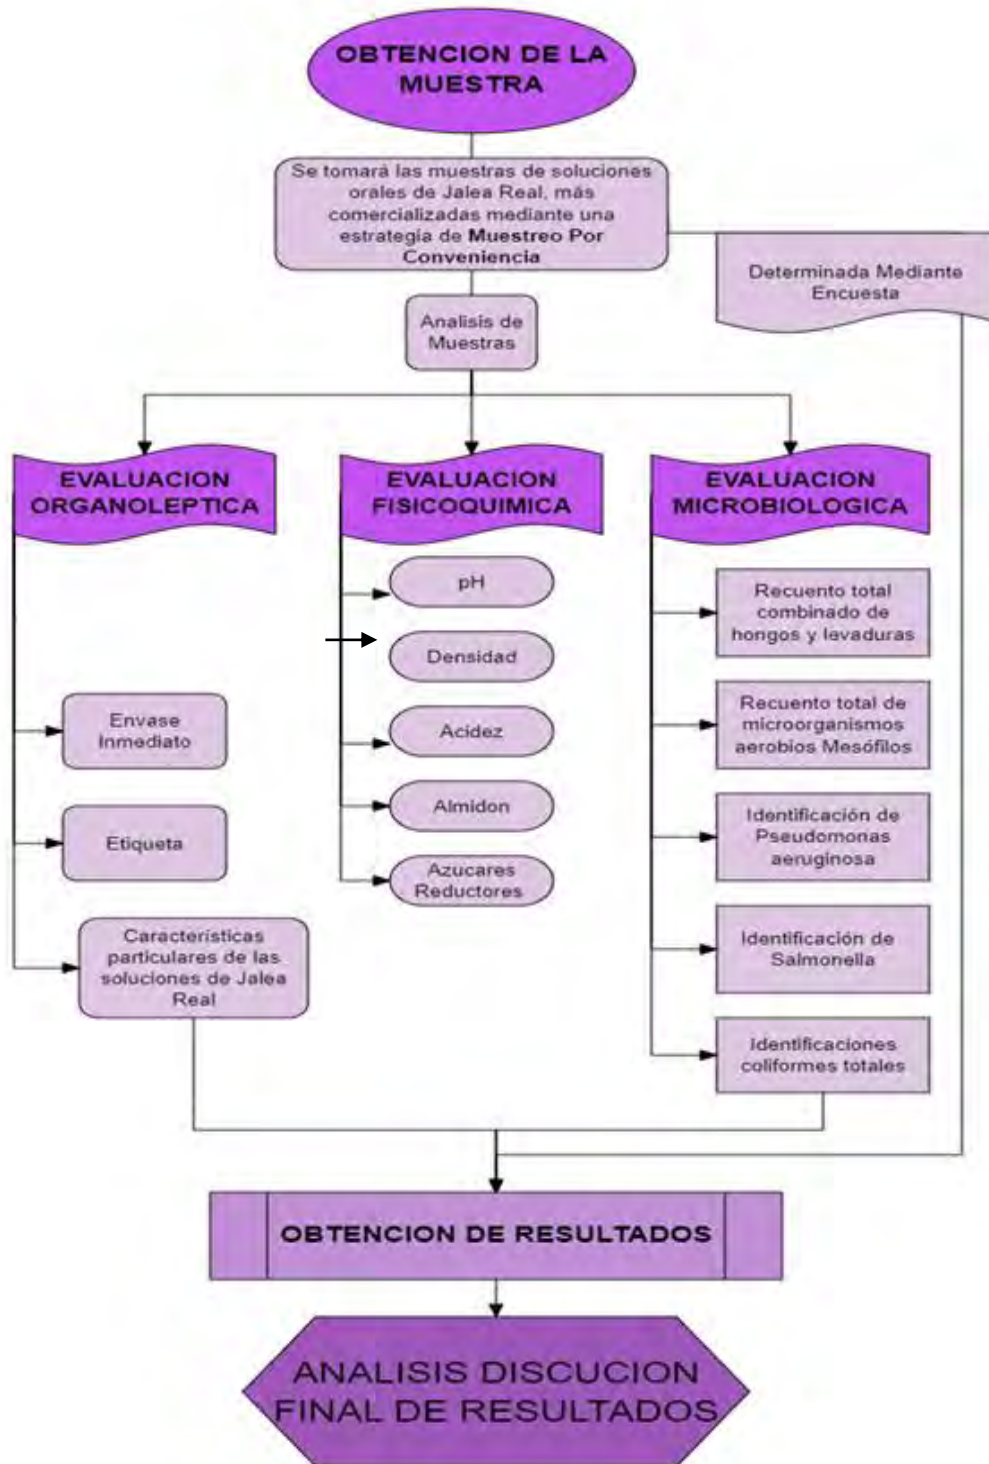 OBTENCION DE LA
MUESTRA
Se tomará las muestras de soluciones
orales de Jalea Real, más
comercializadas mediante una
estrategia de Muestreo Por
Conveniencia
Determinada Mediante
Encuesta
Analisis de
Muestras
EVALUACION
ORGANOLEPTICA
Envase
Inmediato
Etiqueta
Características
particulares de las
soluciones de Jalea
Real
EVALUACION
FISICOQUIMICA
pH
Densidad
Acidez
Almidon
Azucares
Reductores
EVALUACION
MICROBIOLOGICA
Recuento total
combinado de
hongos y levaduras
Recuento total de
microorganismos
aerobios Mesófilos
Identificación de
Pseudomonas
aeruginosa
Identificación de
Salmonella
Identificaciones
coliformes totales
OBTENCION DE RESULTADOS
ANALISIS DISCUCION
FINAL DE RESULTADOS